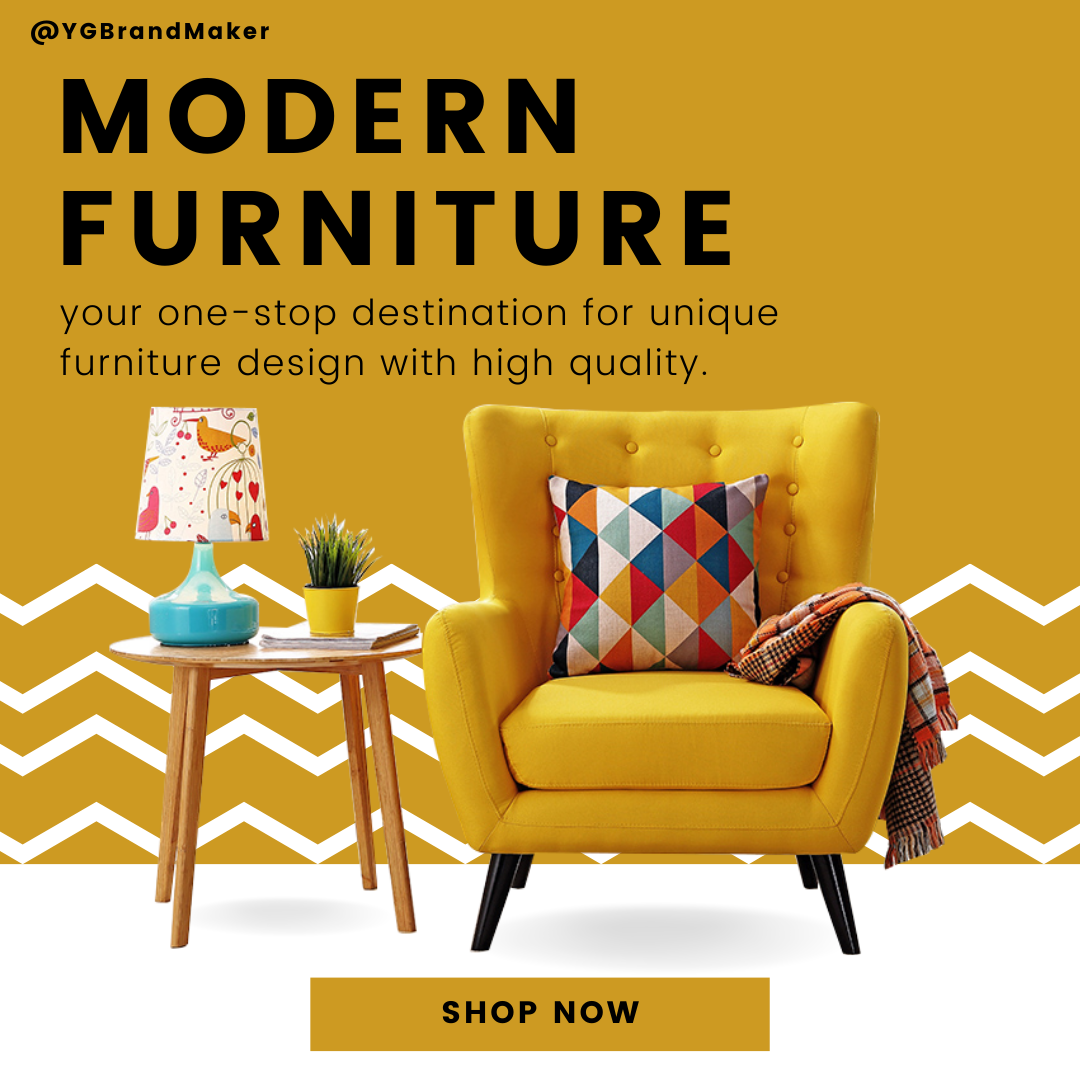 @YGBrandMaker
MODERN
FURNITURE
your one-stop destination for unique
furniture design with high quality.
SHOP NOW